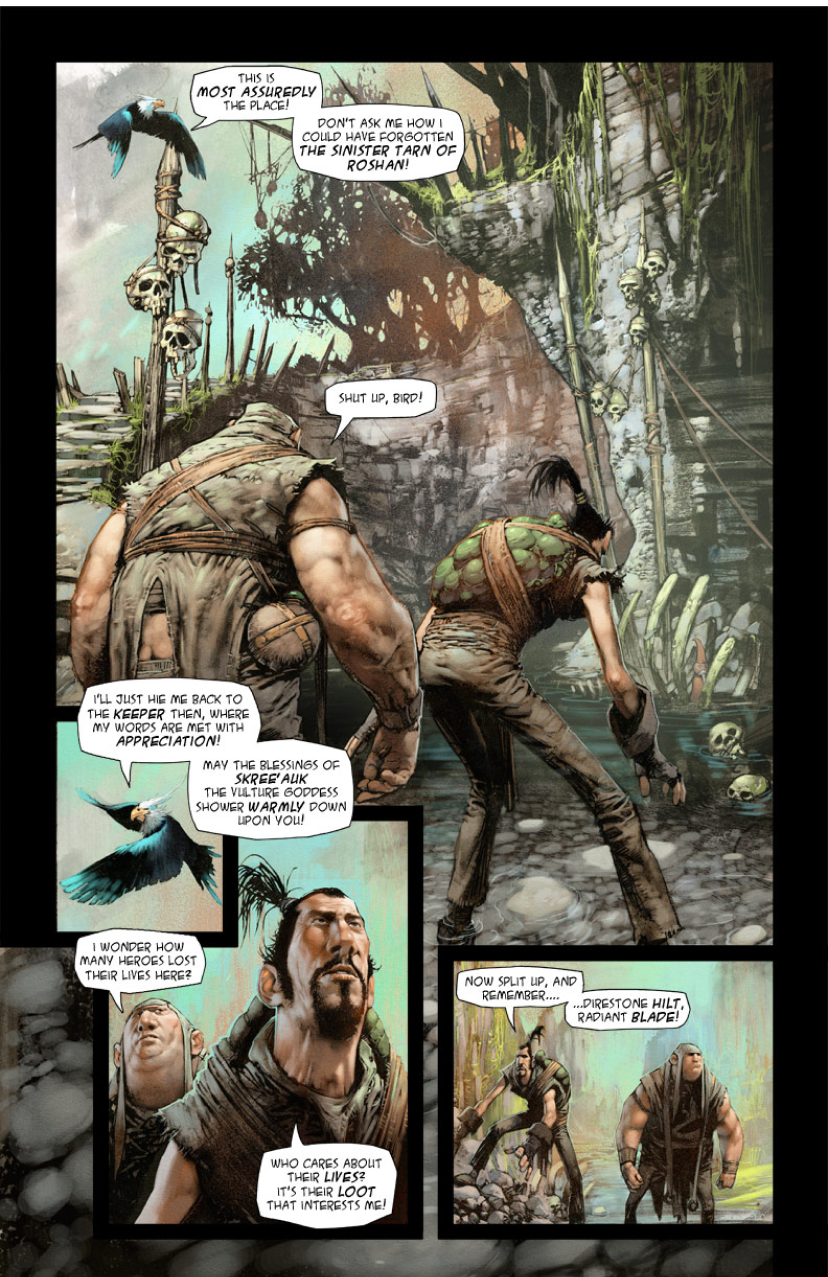 THIS IS
MOST ASSUREDLY
THE PLACE!
DON'T ASK ME HOW I
COULD HAVE FORGOTTEN
THE SINISTER TARN OF
ROSHAN!
SHUT UP, BIRD!
I'LL JUST HIE ME BACK TO
THE KEEPER THEN, WHERE
MY WORDS ARE MET WITH
APPRECIATION!
MAY THE BLESSINGS OF
SKREE'AUK
THE VULTURE GODDESS
SHOWER WARMLY DOWN
UPON YOU!
I WONDER HOW
MANY HEROES LOST
THEIR LIVES HERE?
WHO CARES ABOUT
THEIR LIVES?
IT'S THEIR LOOT
THAT INTERESTS ME!
NOW SPLIT UP, AND
REMEMBER....
...DIRESTONE HILT,
RADIANT BLADE!